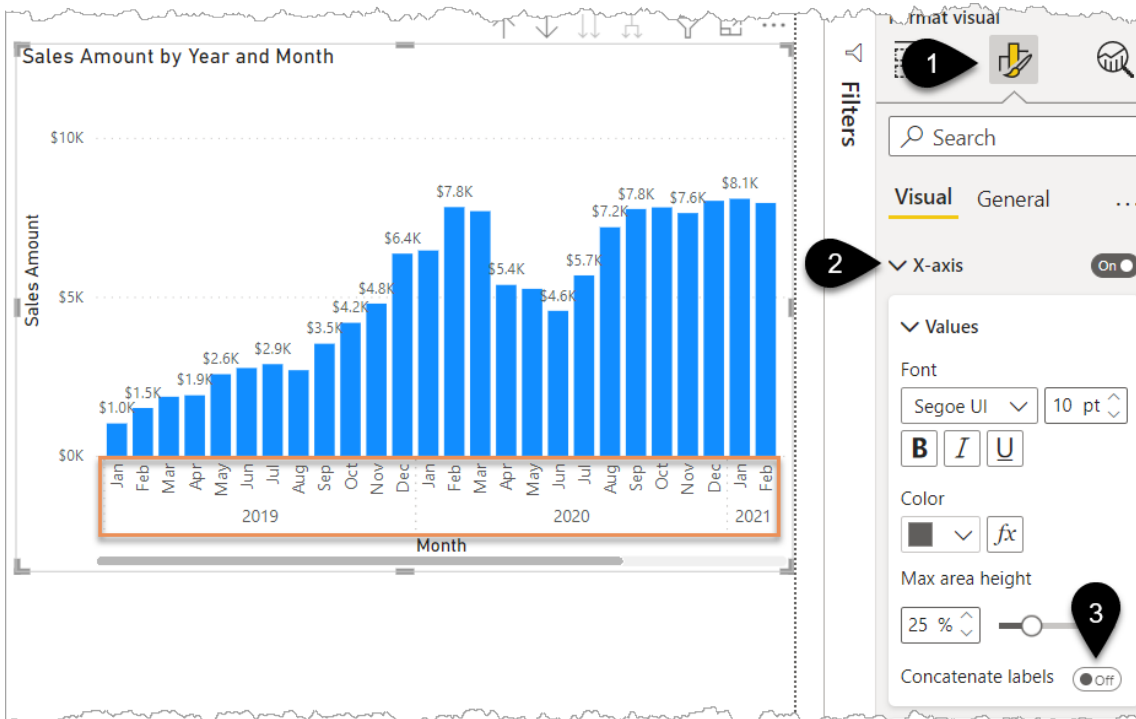 Format visual
1
Sales Amount by Year and Month
Filters
Search
Visual General ...
2
X-axis On
Values
Font
Segoe UI 10 pt
B I U
Color
fx
Max area height
25 %
3
Concatenate labels Off
Sales Amount
$10K
$5K
$0K
$1.0K $1.5K $1.9K $2.6K $2.9K $3.5K $4.2K $4.8K $6.4K $7.8K $5.4K $4.6K $5.7K $7.2K $7.8K $7.6K $8.1K
Jan Feb Mar Apr May Jun Jul Aug Sep Oct Nov Dec Jan Feb Mar Apr May Jun Jul Aug Sep Oct Nov Dec Jan Feb
2019 2020 2021
Month